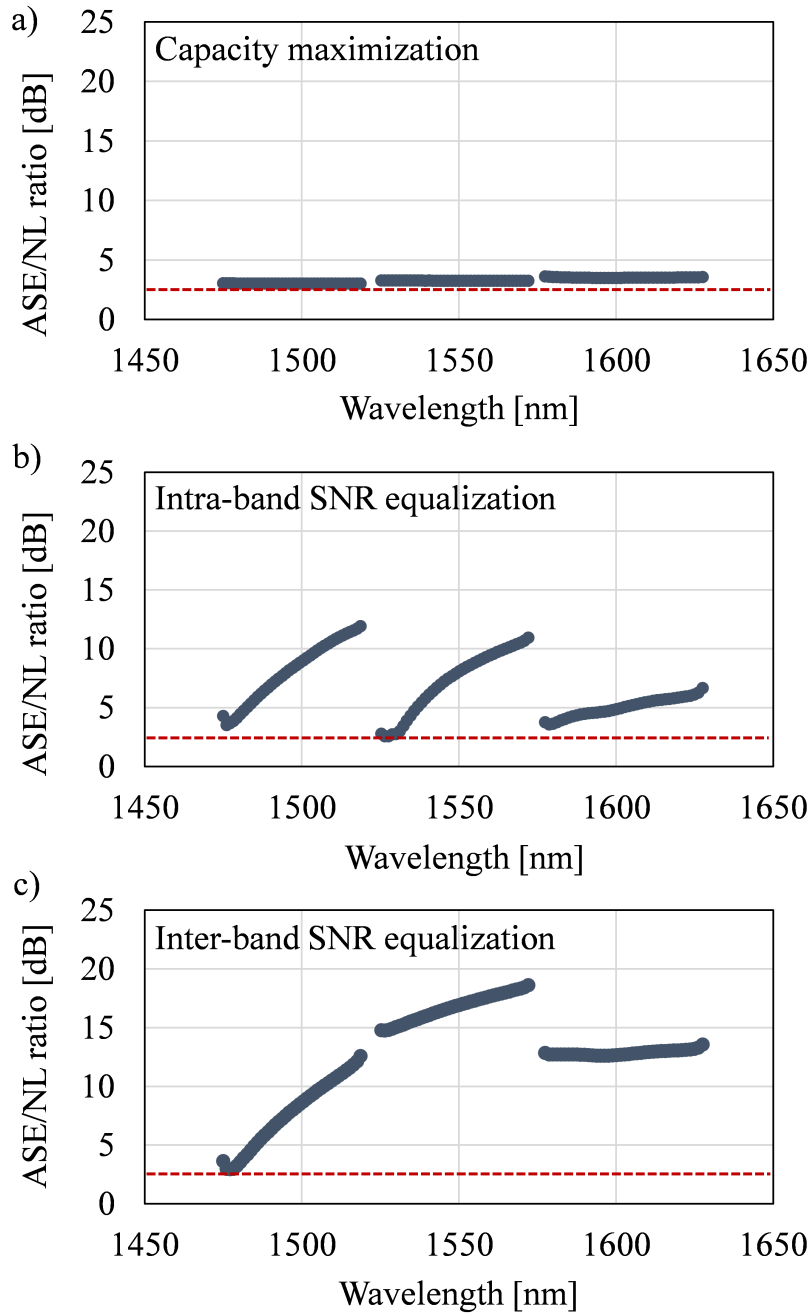 a)
Capacity maximization
ASE/NL ratio [dB]
25
20
15
10
5
0
1450 1500 1550 1600 1650
Wavelength [nm]
b)
Intra-band SNR equalization
ASE/NL ratio [dB]
25
20
15
10
5
0
1450 1500 1550 1600 1650
Wavelength [nm]
c)
Inter-band SNR equalization
ASE/NL ratio [dB]
25
20
15
10
5
0
1450 1500 1550 1600 1650
Wavelength [nm]